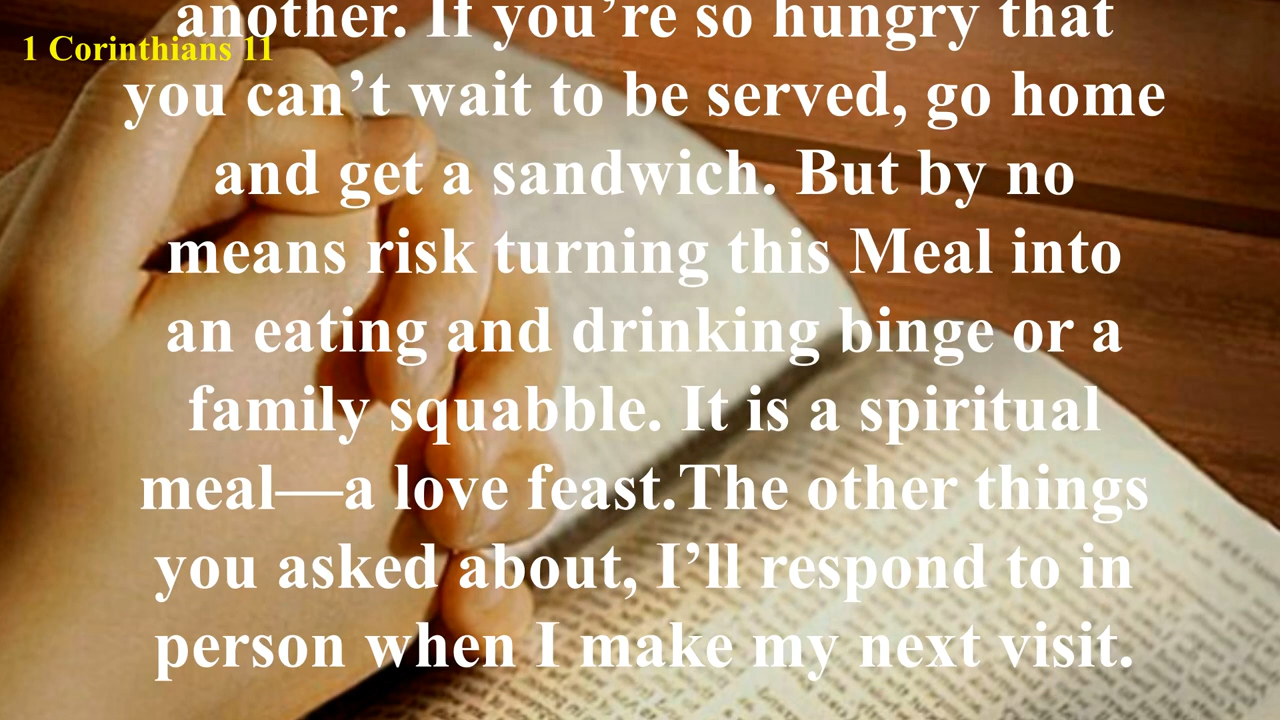 another. If you’re so hungry that
1 Corinthians 11
you can’t wait to be served, go home
and get a sandwich. But by no
means risk turning this Meal into
an eating and drinking binge or a
family squabble. It is a spiritual
meal—a love feast.The other things
you asked about, I’ll respond to in
person when I make my next visit.